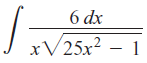 ∫ 6 dx / x√25x² − 1